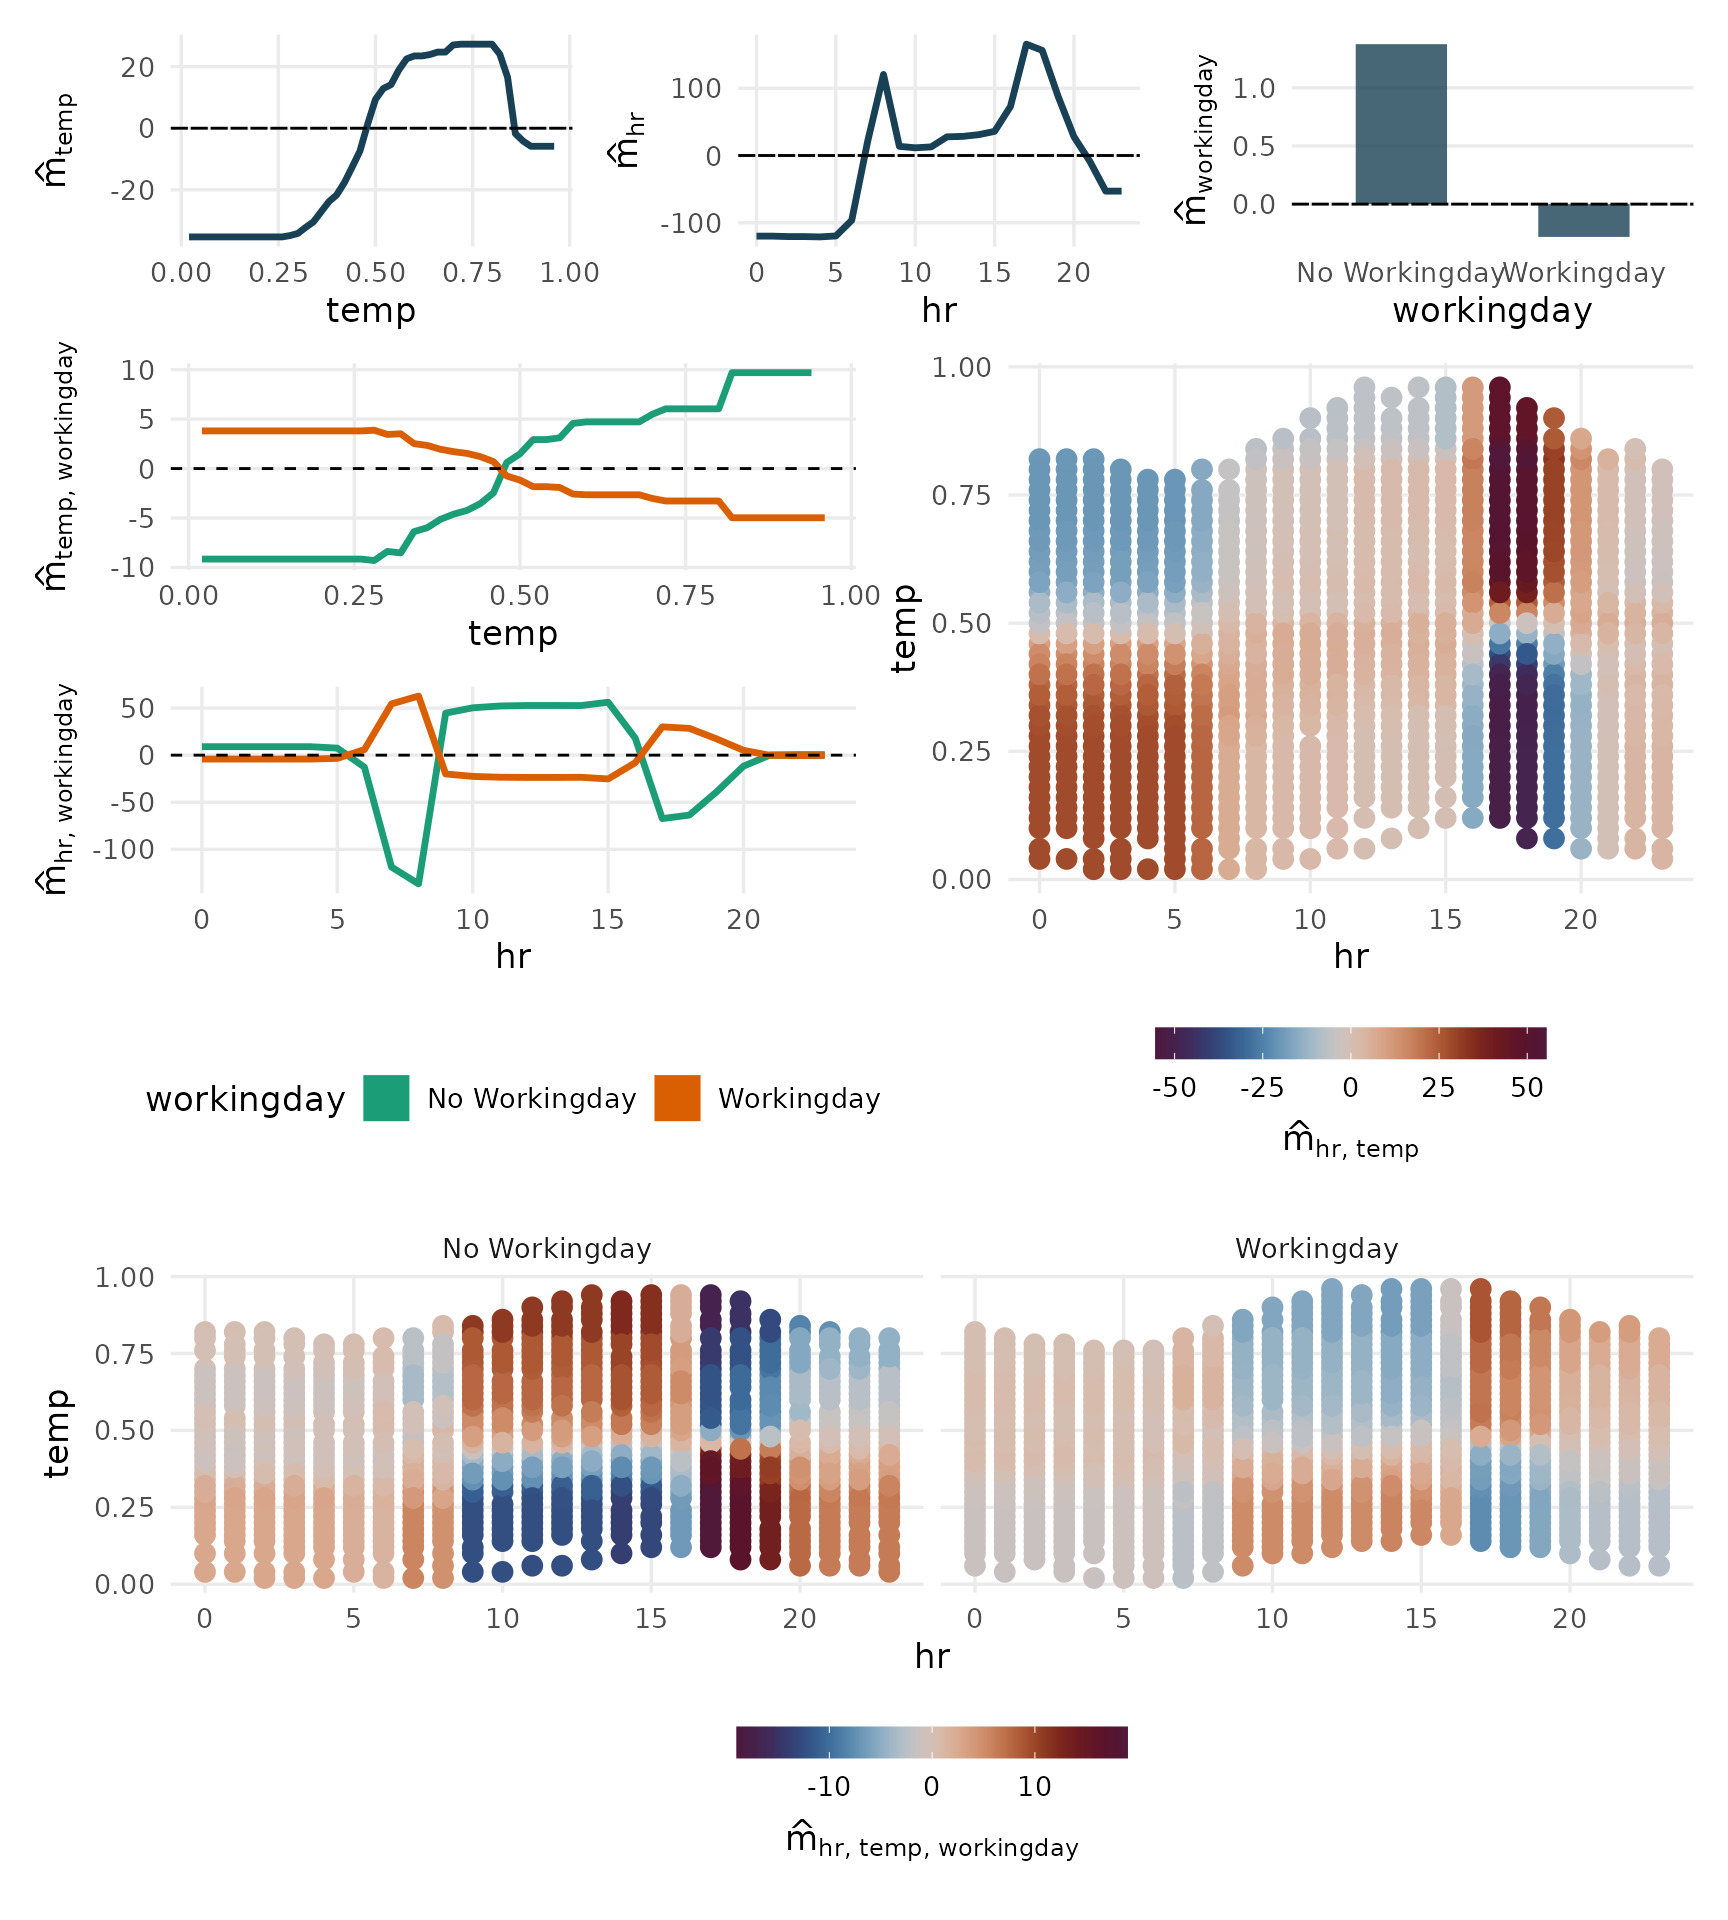 m̂temp
20
0
-20
0.00 0.25 0.50 0.75 1.00
temp
m̂hr
100
0
-100
0 5 10 15 20
hr
m̂workingday
1.0
0.5
0.0
No Workingday Workingday
workingday
m̂temp, workingday
10
5
0
-5
-10
0.00 0.25 0.50 0.75 1.00
temp
m̂hr, workingday
50
0
-50
-100
0 5 10 15 20
hr
temp
1.00
0.75
0.50
0.25
0.00
0 5 10 15 20
hr
workingday No Workingday Workingday
-50 -25 0 25 50
m̂hr, temp
No Workingday Workingday
temp
1.00
0.75
0.50
0.25
0.00
0 5 10 15 20 0 5 10 15 20
hr
-10 0 10
m̂hr, temp, workingday